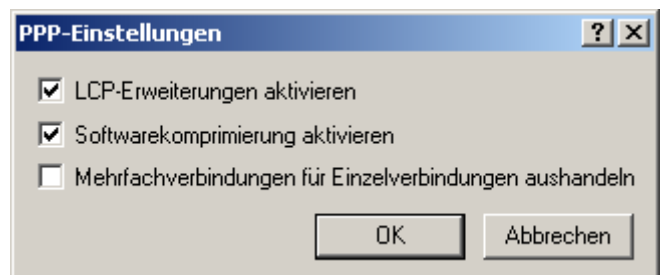 PPP-Einstellungen
LCP-Erweiterungen aktivieren
Softwarekomprimierung aktivieren
Mehrfachverbindungen für Einzelverbindungen aushandeln
OK Abbrechen